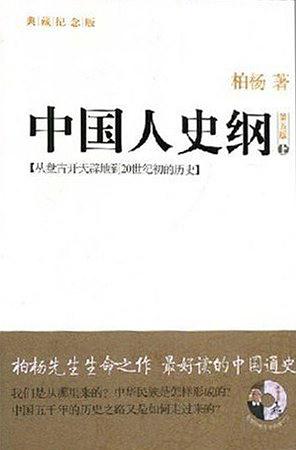 典藏纪念版
柏杨 著
中国人史纲 第五版 上
【从盘古开天辟地到20世纪初的历史】
柏杨先生生命之作 最好读的中国通史
我们是从哪里来的？中华民族是怎样形成的？
中国五千年的历史之路又是如何走过来的？